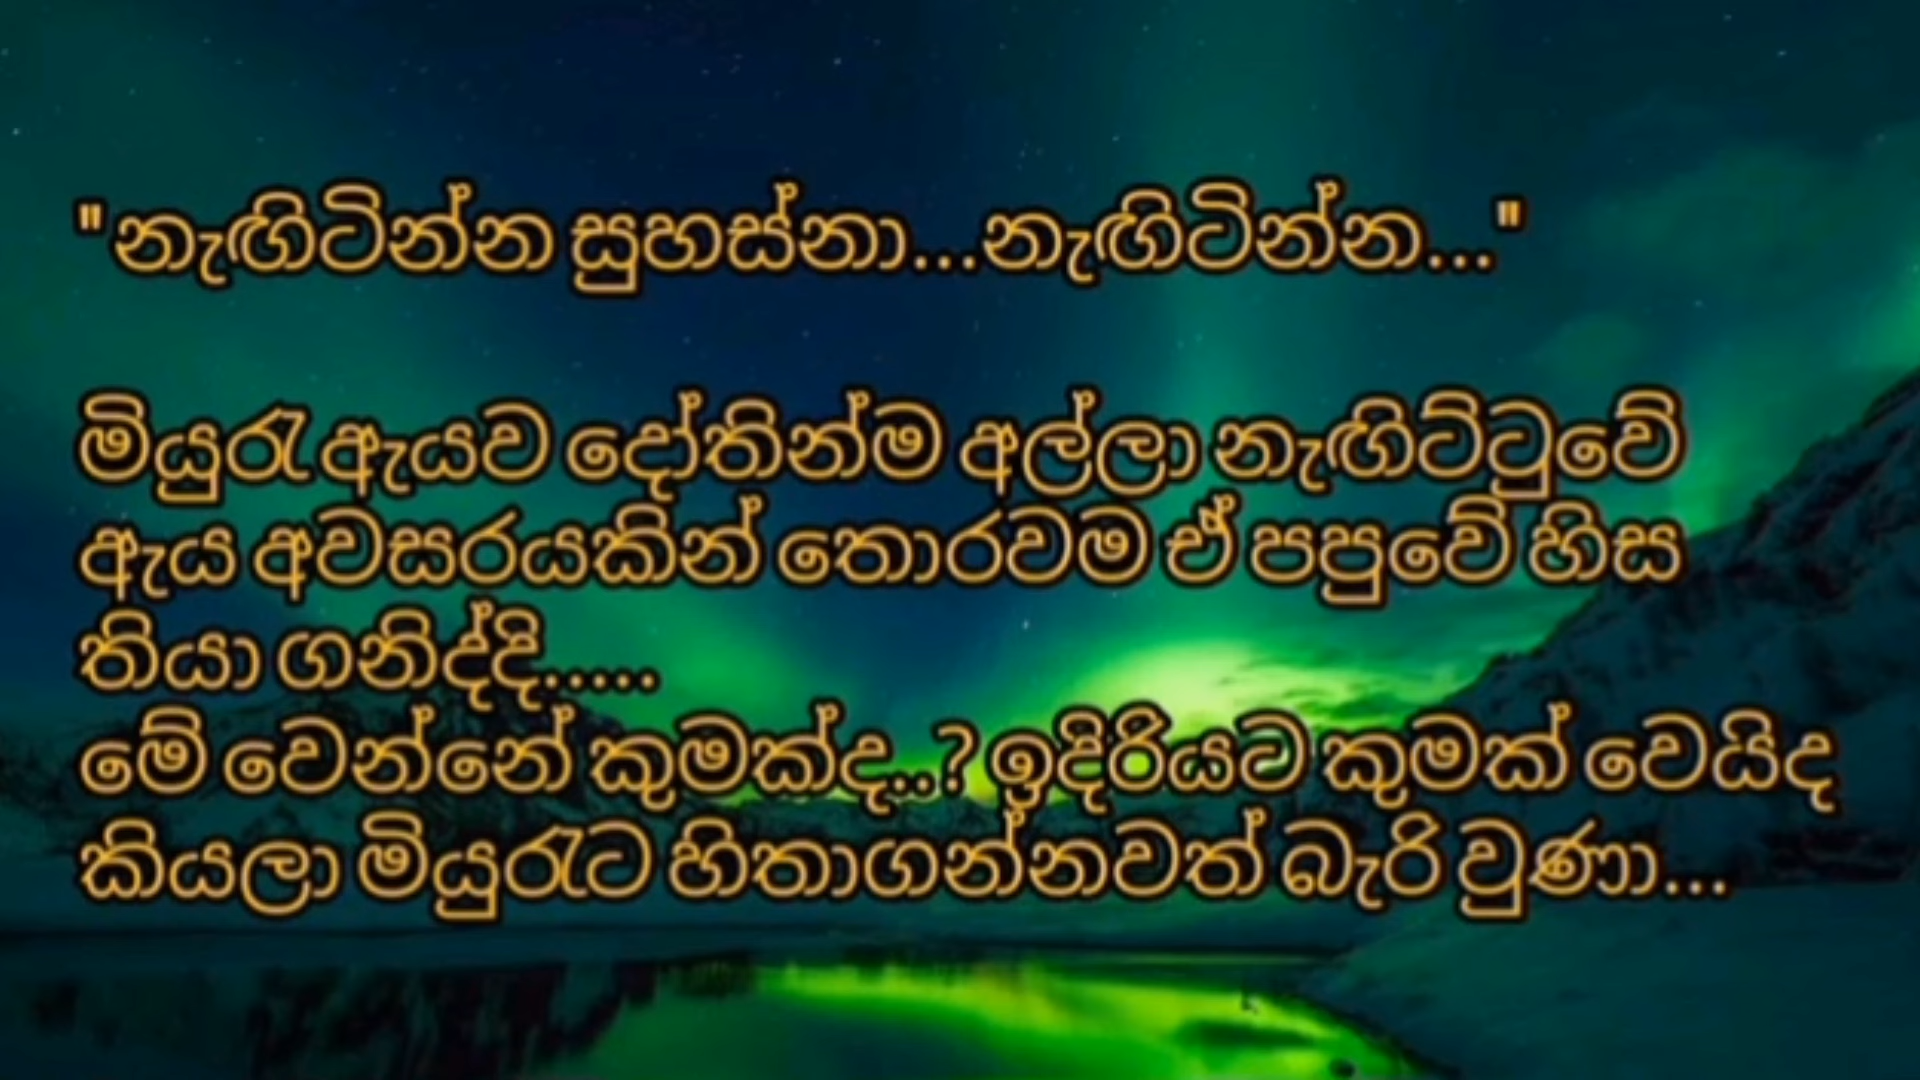 "නැඟිටින්න සුහස්නා...නැඟිටින්න..."
මියුරැ ඇයව දෝතින්ම අල්ලා නැඟිට්ටුවේ
ඇය අවසරයකින් තොරවම ඒ පපුවේ හිස
තියා ගනිද්දි.....
මේ වෙන්නේ කුමක්ද..? ඉදිරියට කුමක් වෙයිද
කියලා මියුරැට හිතාගන්නවත් බැරි වුණා...